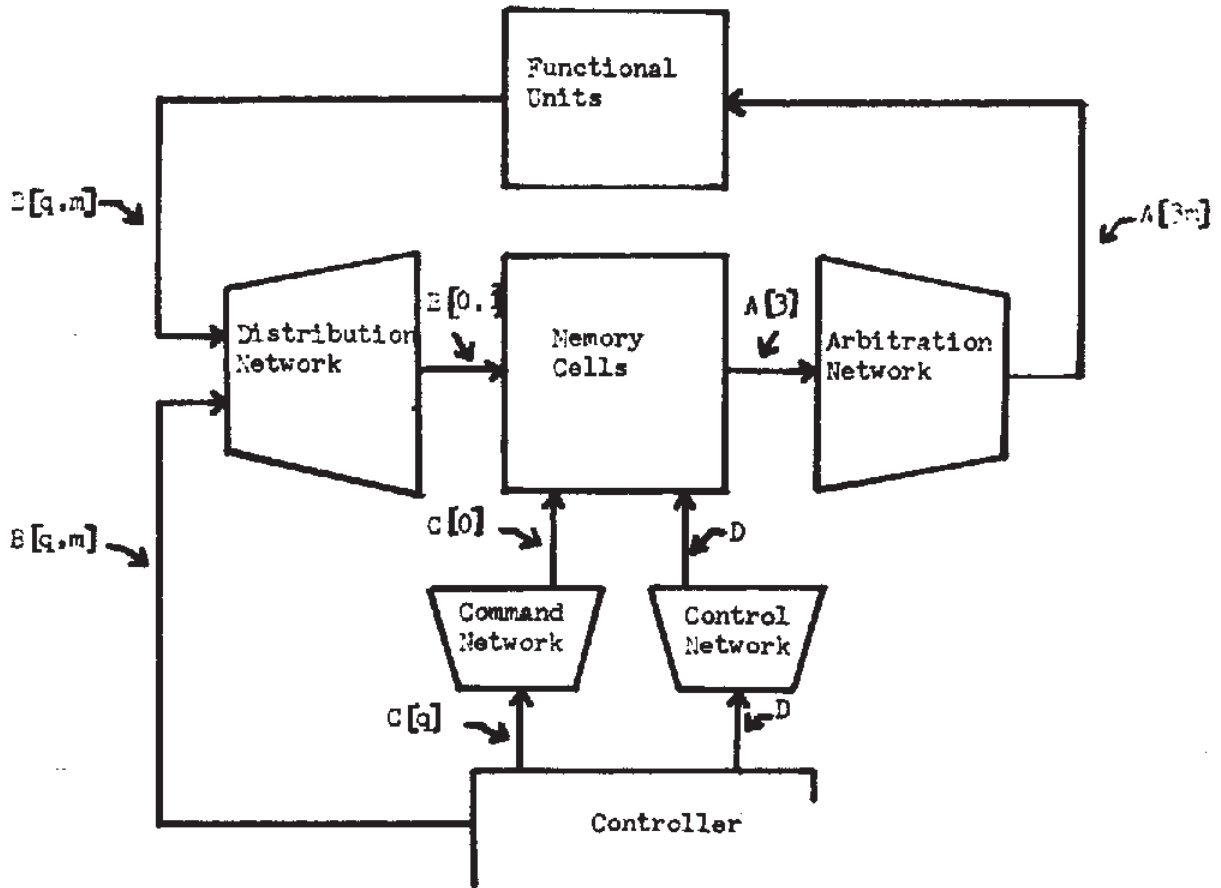 Functional
Units
B[q,m]
A[3m]
Distribution
Network
Memory
Cells
A[3]
Arbitration
Network
B[q,m]
C[0]
D
Command
Network
Control
Network
C[q]
D
Controller